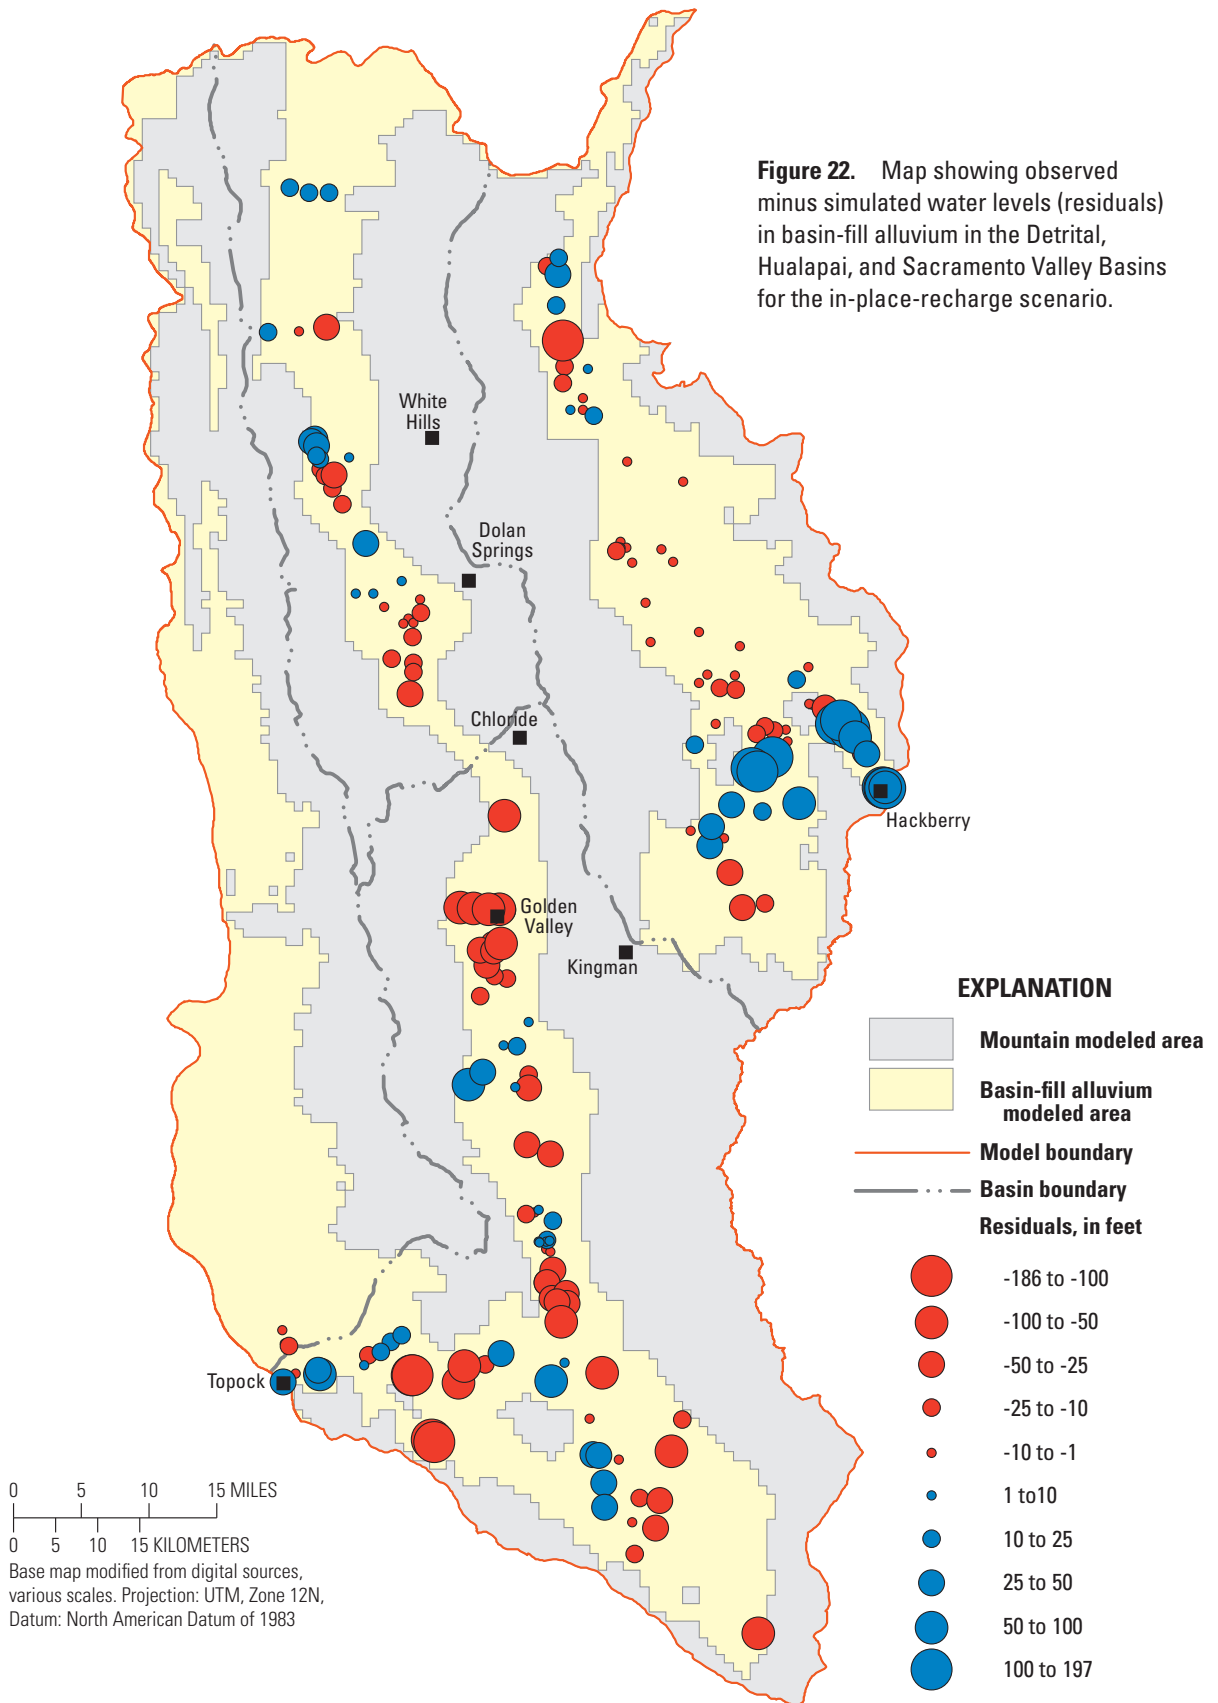 Figure 22. Map showing observed
minus simulated water levels (residuals)
in basin-fill alluvium in the Detrital,
Hualapai, and Sacramento Valley Basins
for the in-place-recharge scenario.
White
Hills
Dolan
Springs
Chloride
Hackberry
Golden
Valley
Kingman
Topock
EXPLANATION
Mountain modeled area
Basin-fill alluvium
modeled area
Model boundary
Basin boundary
Residuals, in feet
-186 to -100
-100 to -50
-50 to -25
-25 to -10
-10 to -1
1 to10
10 to 25
25 to 50
50 to 100
100 to 197
0 5 10 15 MILES
0 5 10 15 KILOMETERS
Base map modified from digital sources,
various scales. Projection: UTM, Zone 12N,
Datum: North American Datum of 1983